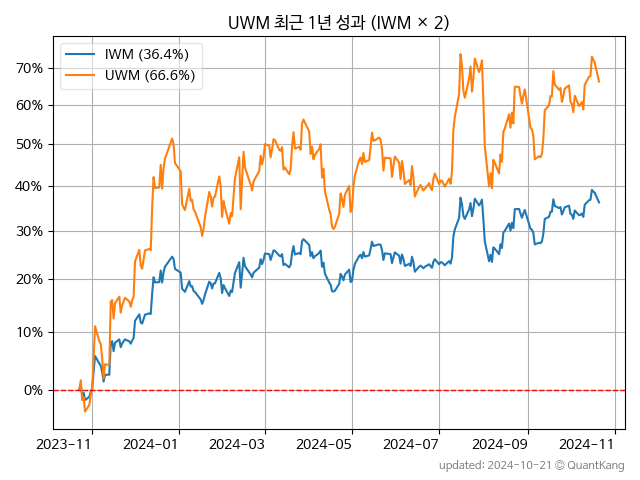 UWM 최근 1년 성과 (IWM × 2)
IWM (36.4%)
UWM (66.6%)
70%
60%
50%
40%
30%
20%
10%
0%
2023-11 2024-01 2024-03 2024-05 2024-07 2024-09 2024-11
updated: 2024-10-21 © QuantKang